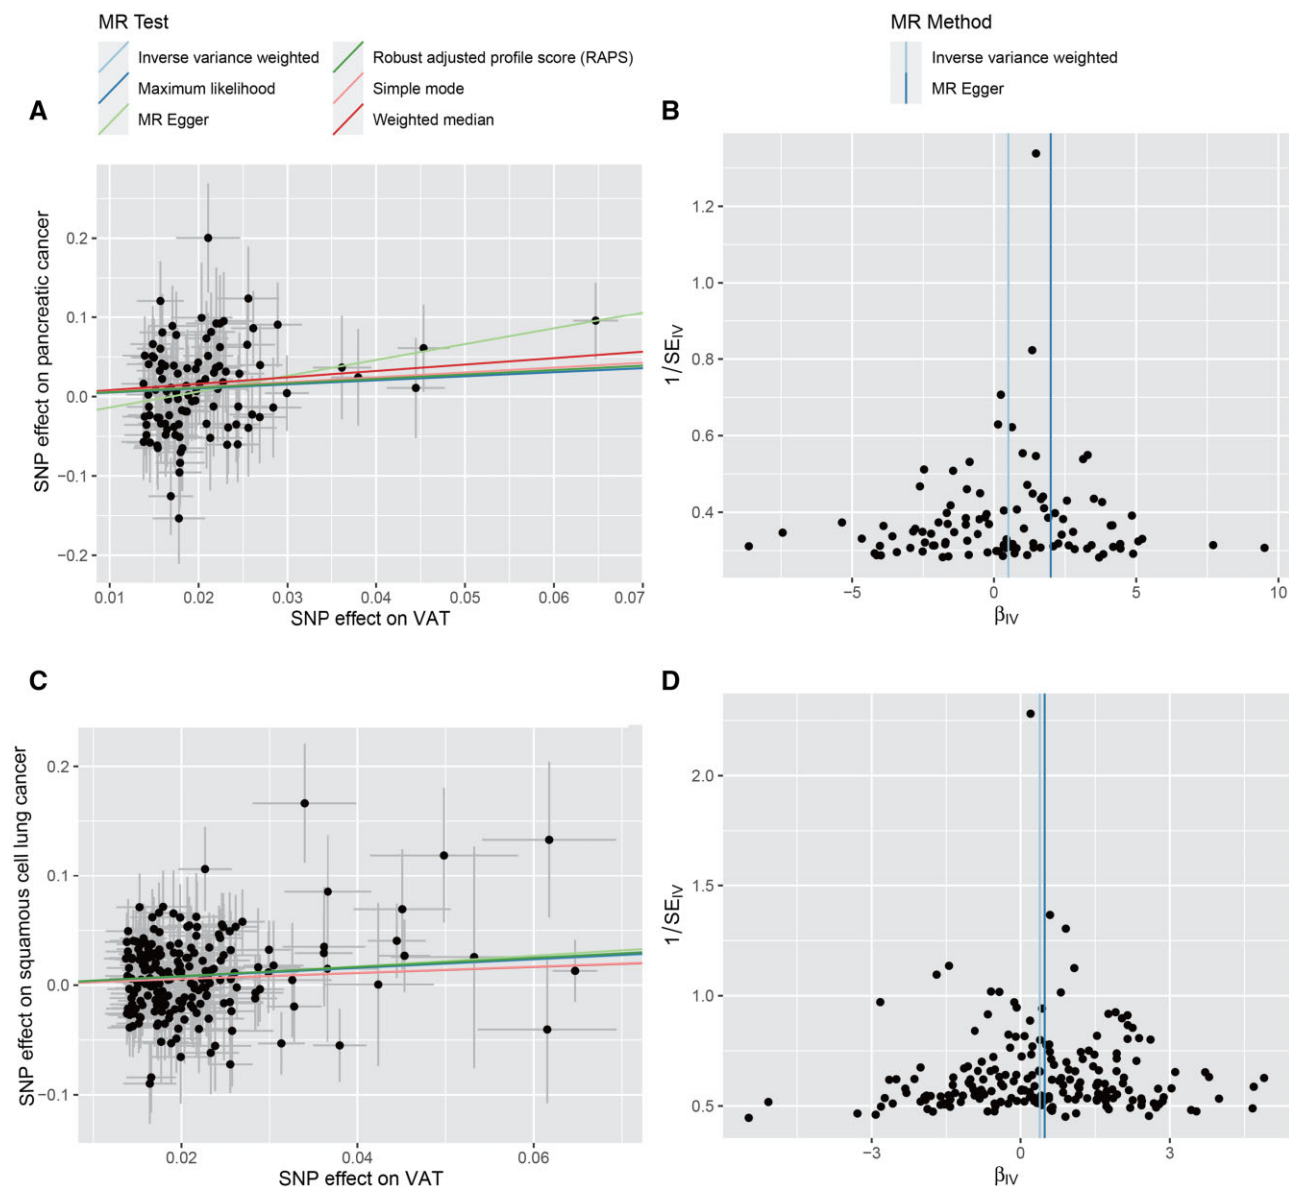 MR Test
Inverse variance weighted
Robust adjusted profile score (RAPS)
Maximum likelihood
Simple mode
MR Egger
Weighted median
MR Method
Inverse variance weighted
MR Egger
A
SNP effect on pancreatic cancer
0.2
0.1
0.0
−0.1
−0.2
0.01 0.02 0.03 0.04 0.05 0.06 0.07
SNP effect on VAT
B
1/SE_IV
1.2
1.0
0.8
0.6
0.4
−5 0 5 10
β_IV
C
SNP effect on squamous cell lung cancer
0.2
0.1
0.0
−0.1
0.02 0.04 0.06
SNP effect on VAT
D
1/SE_IV
2.0
1.5
1.0
0.5
−3 0 3
β_IV